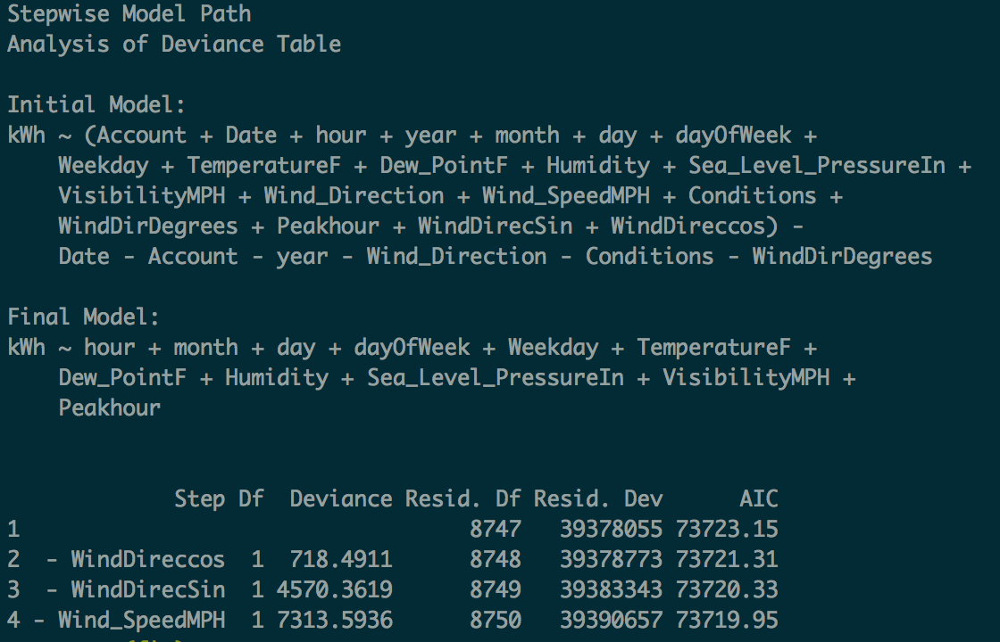 Stepwise Model Path
Analysis of Deviance Table
Initial Model:
kWh ~ (Account + Date + hour + year + month + day + dayOfWeek +
Weekday + TemperatureF + Dew_PointF + Humidity + Sea_Level_PressureIn +
VisibilityMPH + Wind_Direction + Wind_SpeedMPH + Conditions +
WindDirDegrees + Peakhour + WindDirecSin + WindDireccos) -
Date - Account - year - Wind_Direction - Conditions - WindDirDegrees
Final Model:
kWh ~ hour + month + day + dayOfWeek + Weekday + TemperatureF +
Dew_PointF + Humidity + Sea_Level_PressureIn + VisibilityMPH +
Peakhour
Step Df Deviance Resid. Df Resid. Dev AIC
1 8747 39378055 73723.15
2 - WindDireccos 1 718.4911 8748 39378773 73721.31
3 - WindDirecSin 1 4570.3619 8749 39383343 73720.33
4 - Wind_SpeedMPH 1 7313.5936 8750 39390657 73719.95